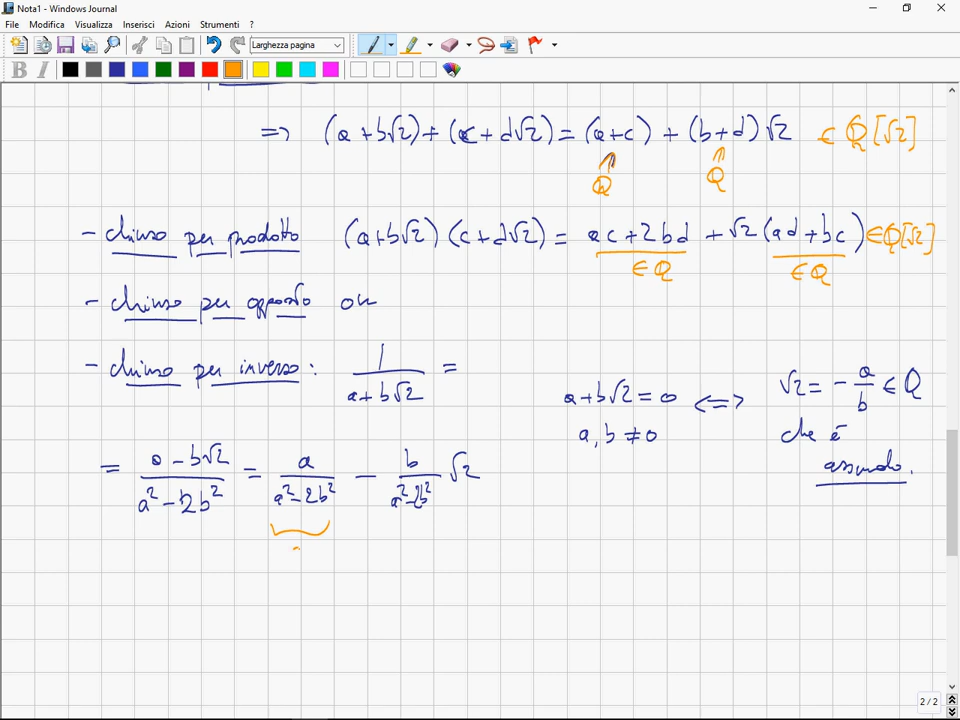 Nota1 - Windows Journal
File Modifica Visualizza Inserisci Azioni Strumenti ?
Larghezza pagina
B I
=> (a+b√2)+(c+d√2) = (a+c) + (b+d)√2 ∈ Q[√2]
Q Q
- chiuso per prodotto (a+b√2)(c+d√2) = ac+2bd + √2(ad+bc) ∈ Q[√2]
∈ Q ∈ Q
- chiuso per opposto ok
- chiuso per inverso: 1/(a+b√2) =
a+b√2=0 <=> √2 = -a/b ∈ Q
a,b ≠ 0 che è
assurdo.
= (a-b√2)/(a²-2b²) = a/(a²-2b²) - b/(a²-2b²) √2
2 / 2